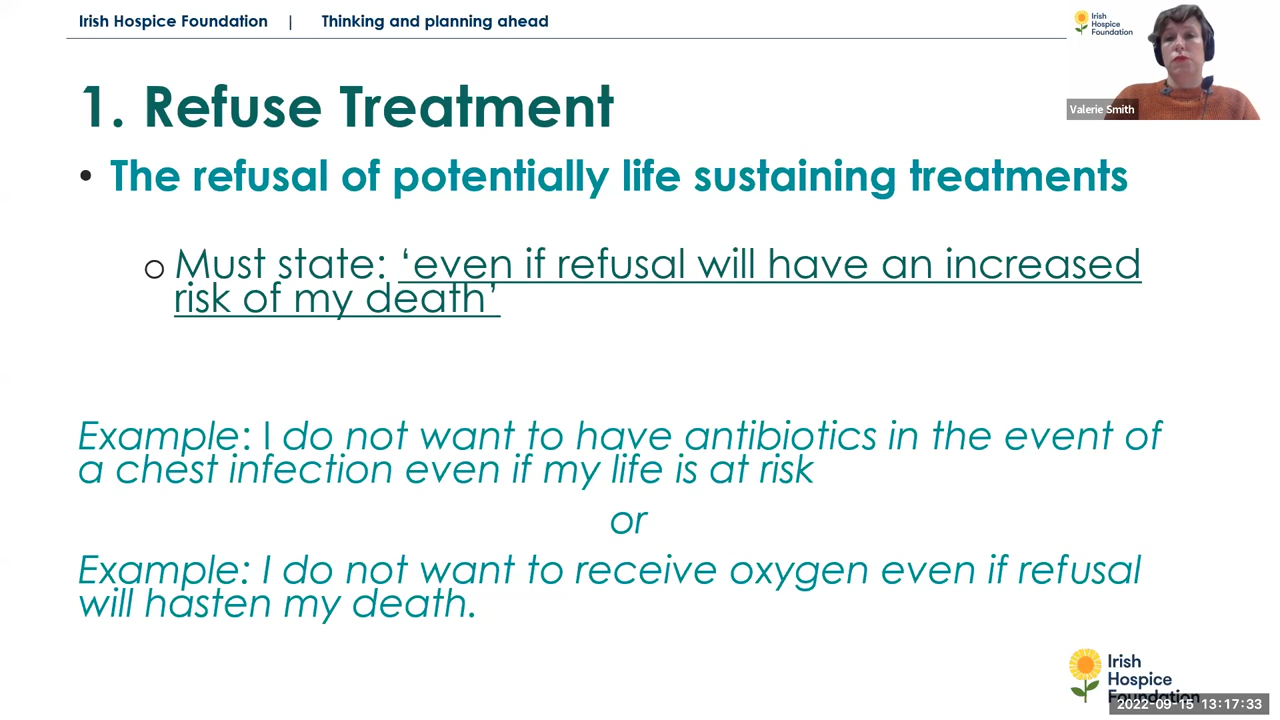 Irish Hospice Foundation | Thinking and planning ahead
Irish
Hospice
Foundation
Valerie Smith
1. Refuse Treatment
• The refusal of potentially life sustaining treatments
o Must state: ‘even if refusal will have an increased
risk of my death’
Example: I do not want to have antibiotics in the event of
a chest infection even if my life is at risk
or
Example: I do not want to receive oxygen even if refusal
will hasten my death.
Irish
Hospice
Foundation
2022-09-15 13:17:33